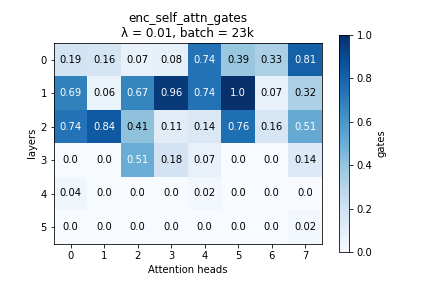 enc_self_attn_gates
λ = 0.01, batch = 23k
0 0.19 0.16 0.07 0.08 0.74 0.39 0.33 0.81
1 0.69 0.06 0.67 0.96 0.74 1.0 0.07 0.32
2 0.74 0.84 0.41 0.11 0.14 0.76 0.16 0.51
3 0.0 0.0 0.51 0.18 0.07 0.0 0.0 0.14
4 0.04 0.0 0.0 0.0 0.02 0.0 0.0 0.0
5 0.0 0.0 0.0 0.0 0.0 0.0 0.0 0.02
0 1 2 3 4 5 6 7
Attention heads
layers
1.0
0.8
0.6
0.4
0.2
0.0
gates